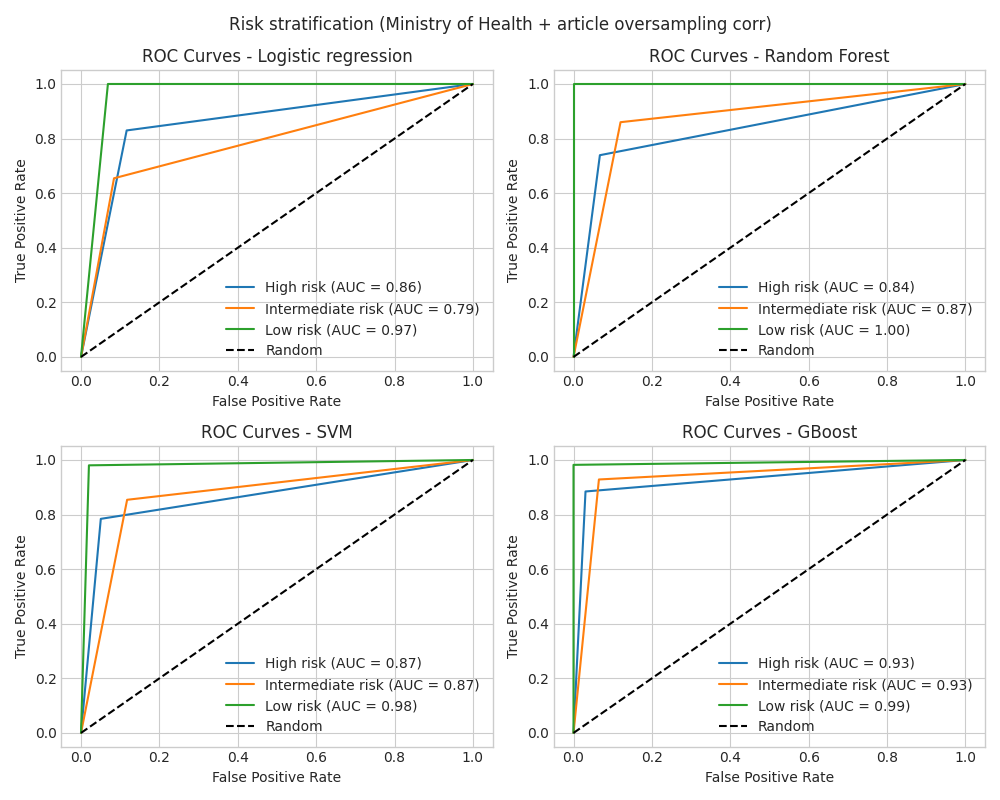 Risk stratification (Ministry of Health + article oversampling corr)
ROC Curves - Logistic regression
1.0
0.8
0.6
0.4
0.2
0.0
True Positive Rate
High risk (AUC = 0.86)
Intermediate risk (AUC = 0.79)
Low risk (AUC = 0.97)
Random
0.0 0.2 0.4 0.6 0.8 1.0
False Positive Rate
ROC Curves - Random Forest
1.0
0.8
0.6
0.4
0.2
0.0
True Positive Rate
High risk (AUC = 0.84)
Intermediate risk (AUC = 0.87)
Low risk (AUC = 1.00)
Random
0.0 0.2 0.4 0.6 0.8 1.0
False Positive Rate
ROC Curves - SVM
1.0
0.8
0.6
0.4
0.2
0.0
True Positive Rate
High risk (AUC = 0.87)
Intermediate risk (AUC = 0.87)
Low risk (AUC = 0.98)
Random
0.0 0.2 0.4 0.6 0.8 1.0
False Positive Rate
ROC Curves - GBoost
1.0
0.8
0.6
0.4
0.2
0.0
True Positive Rate
High risk (AUC = 0.93)
Intermediate risk (AUC = 0.93)
Low risk (AUC = 0.99)
Random
0.0 0.2 0.4 0.6 0.8 1.0
False Positive Rate